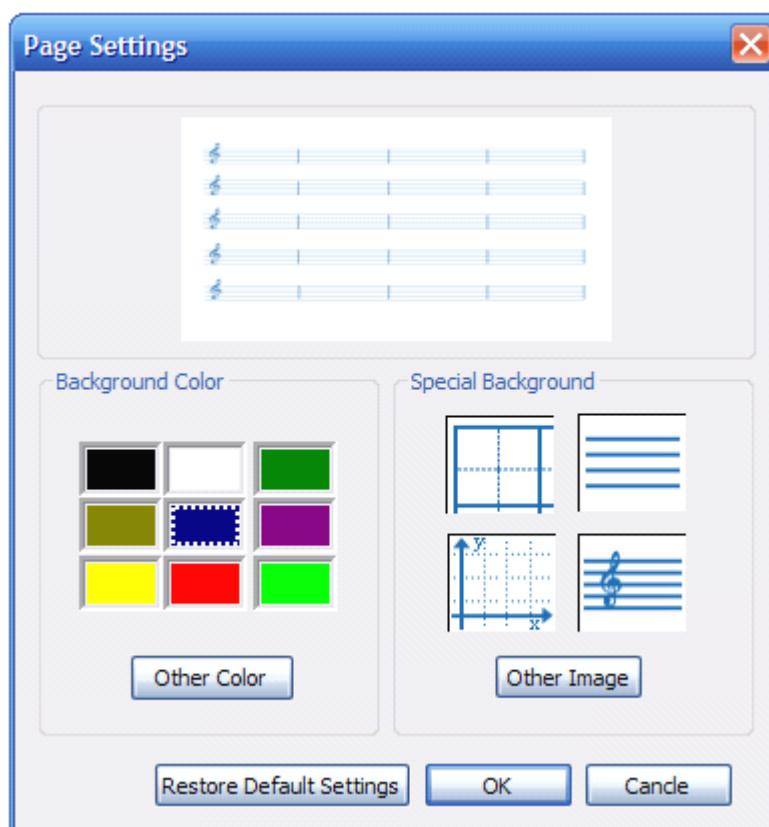 Page Settings
Background Color
Special Background
y
x
Other Color
Other Image
Restore Default Settings
OK
Cancle